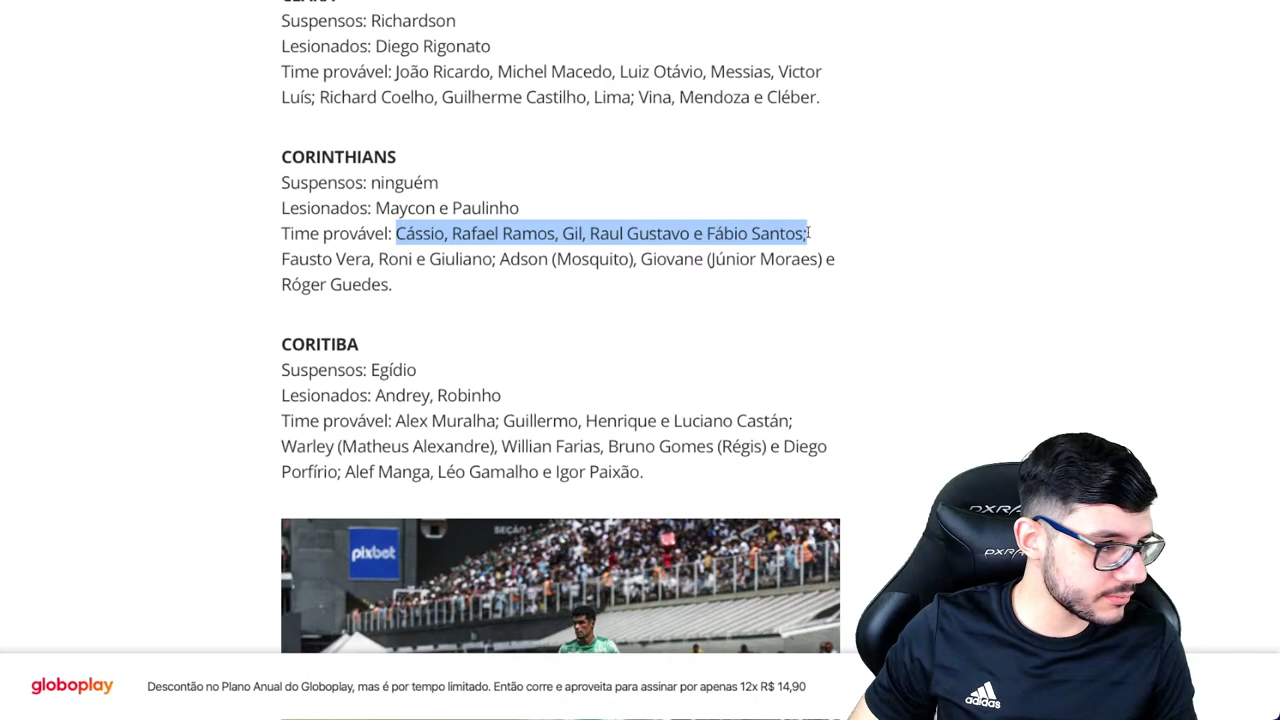 Suspensos: Richardson
Lesionados: Diego Rigonato
Time provável: João Ricardo, Michel Macedo, Luiz Otávio, Messias, Victor
Luís; Richard Coelho, Guilherme Castilho, Lima; Vina, Mendoza e Cléber.
CORINTHIANS
Suspensos: ninguém
Lesionados: Maycon e Paulinho
Time provável: Cássio, Rafael Ramos, Gil, Raul Gustavo e Fábio Santos;
Fausto Vera, Roni e Giuliano; Adson (Mosquito), Giovane (Júnior Moraes) e
Róger Guedes.
CORITIBA
Suspensos: Egídio
Lesionados: Andrey, Robinho
Time provável: Alex Muralha; Guillermo, Henrique e Luciano Castán;
Warley (Matheus Alexandre), Willian Farias, Bruno Gomes (Régis) e Diego
Porfírio; Alef Manga, Léo Gamalho e Igor Paixão.
pixbet
globoplay
Descontão no Plano Anual do Globoplay, mas é por tempo limitado. Então corre e aproveita para assinar por apenas 12x R$ 14,90
adidas